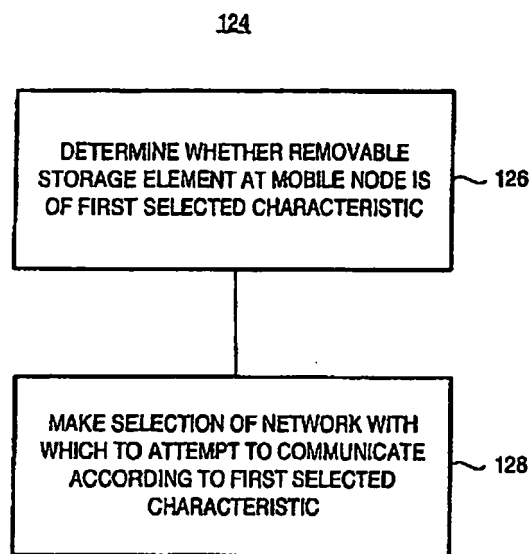 124
DETERMINE WHETHER REMOVABLE
STORAGE ELEMENT AT MOBILE NODE IS
OF FIRST SELECTED CHARACTERISTIC
126
MAKE SELECTION OF NETWORK WITH
WHICH TO ATTEMPT TO COMMUNICATE
ACCORDING TO FIRST SELECTED
CHARACTERISTIC
128